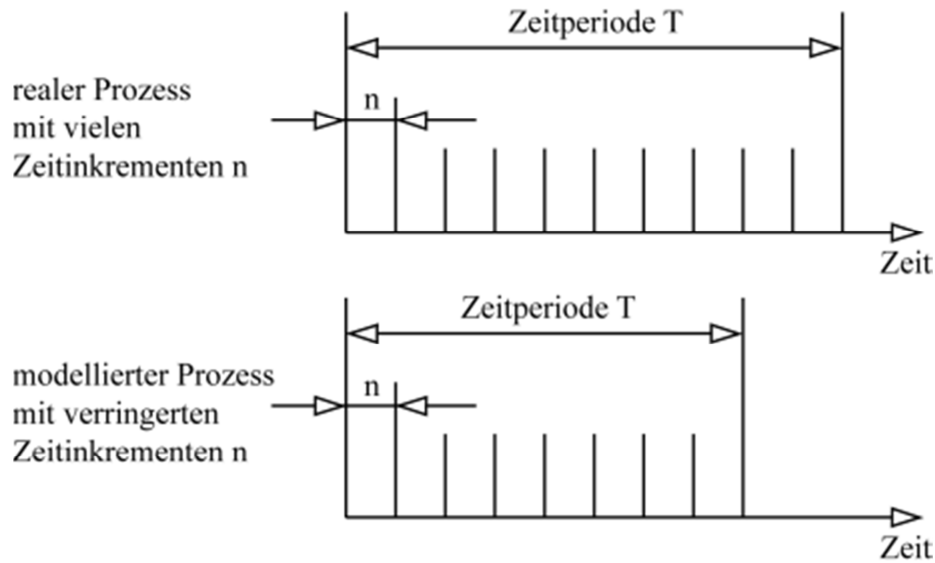 Zeitperiode T
realer Prozess
mit vielen
Zeitinkrementen n
n
Zeit
Zeitperiode T
modellierter Prozess
mit verringerten
Zeitinkrementen n
n
Zeit